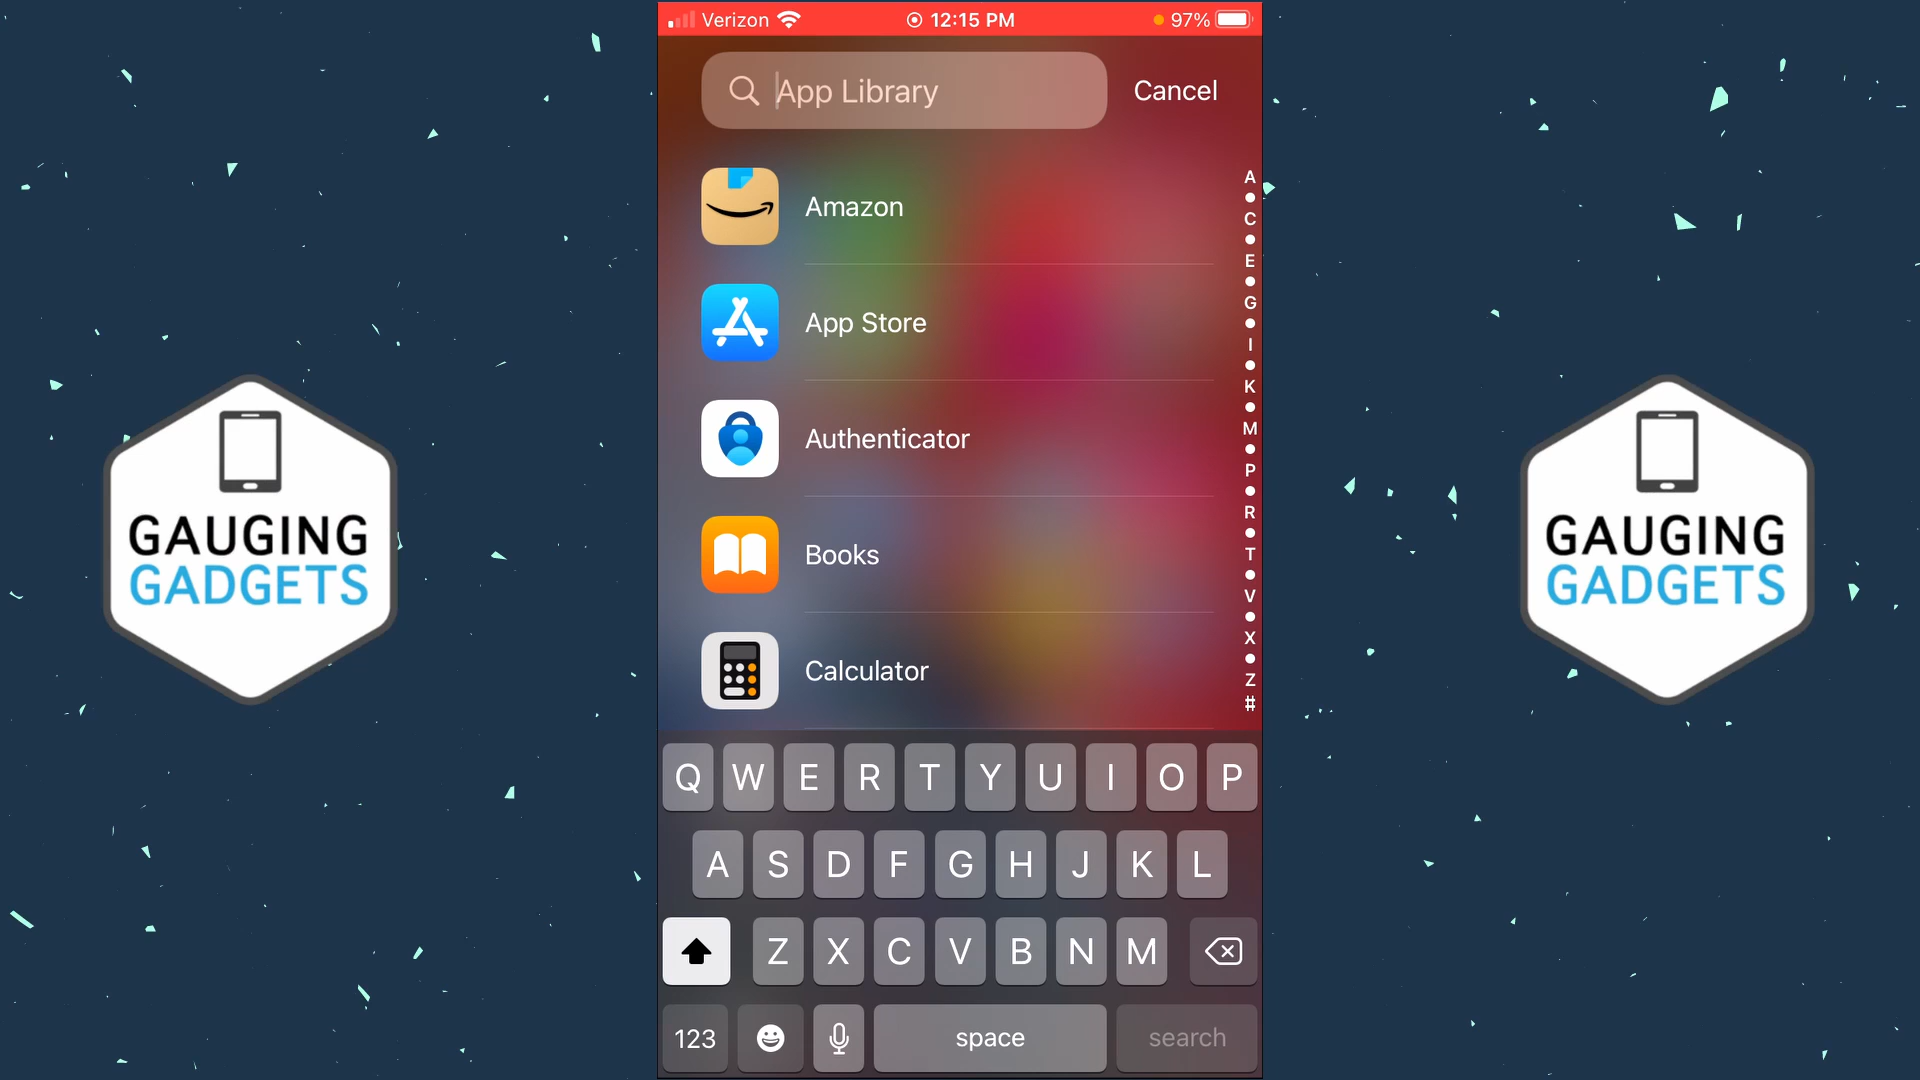 Verizon 12:15 PM 97%
App Library Cancel
Amazon
App Store
Authenticator
Books
Calculator
A
C
E
G
I
K
M
P
R
T
V
X
Z
#
GAUGING
GADGETS
GAUGING
GADGETS
Q W E R T Y U I O P
A S D F G H J K L
Z X C V B N M
123 space search